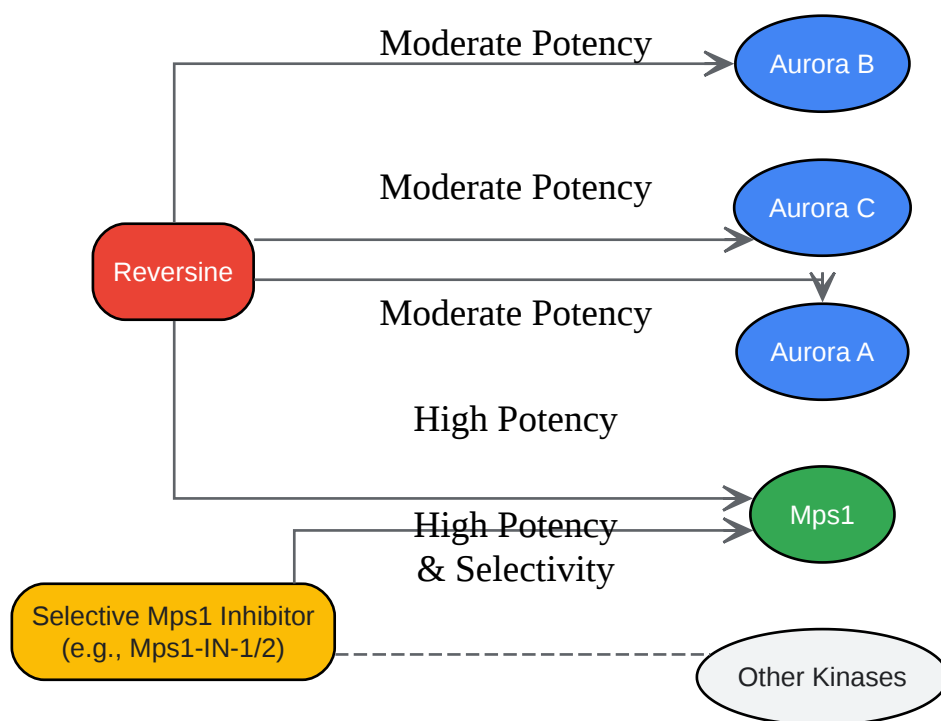 Moderate Potency
Aurora B
Moderate Potency
Aurora C
Reversine
Moderate Potency
Aurora A
High Potency
Mps1
High Potency
& Selectivity
Selective Mps1 Inhibitor
(e.g., Mps1-IN-1/2)
Other Kinases